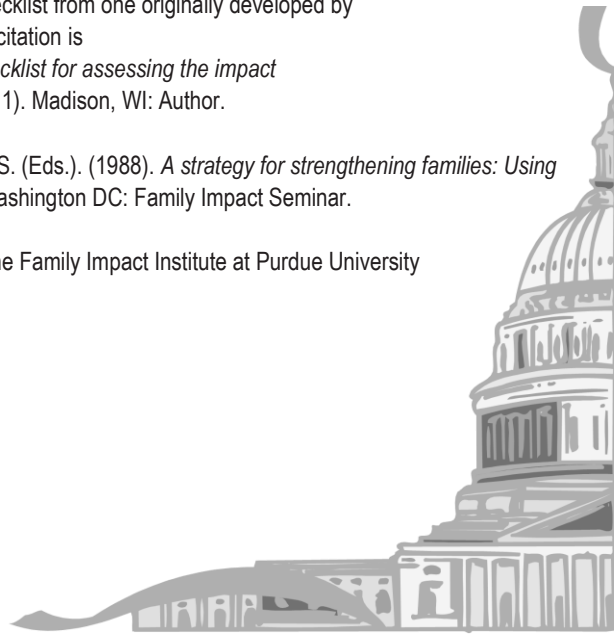 ecklist from one originally developed by
citation is
cklist for assessing the impact
1). Madison, WI: Author.
S. (Eds.). (1988). A strategy for strengthening families: Using
ashington DC: Family Impact Seminar.
he Family Impact Institute at Purdue University